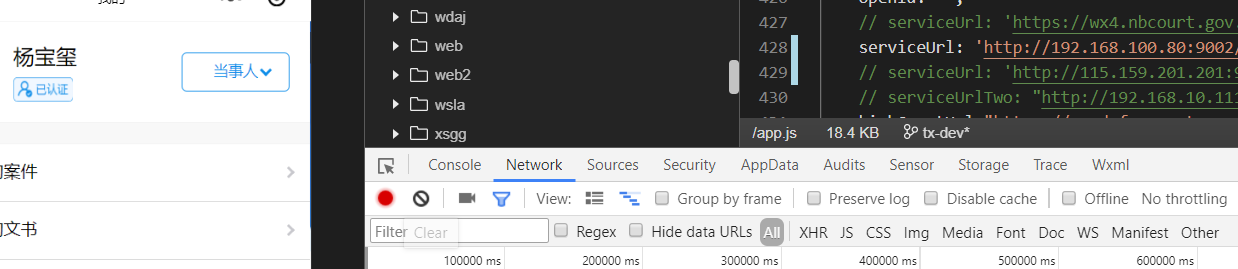 杨宝玺
当事人
已认证
的案件
的文书
wdaj
web
web2
wsla
xsgg
427 // serviceUrl: 'https://wx4.nbcourt.gov.
428 serviceUrl: 'http://192.168.100.80:9002/
429 // serviceUrl: 'http://115.159.201.201:9
430 // serviceUrlTwo: "http://192.168.10.111
/app.js 18.4 KB tx-dev*
Console Network Sources Security AppData Audits Sensor Storage Trace Wxml
View: Group by frame Preserve log Disable cache Offline No throttling
Filter Clear Regex Hide data URLs All XHR JS CSS Img Media Font Doc WS Manifest Other
100000 ms 200000 ms 300000 ms 400000 ms 500000 ms 600000 ms